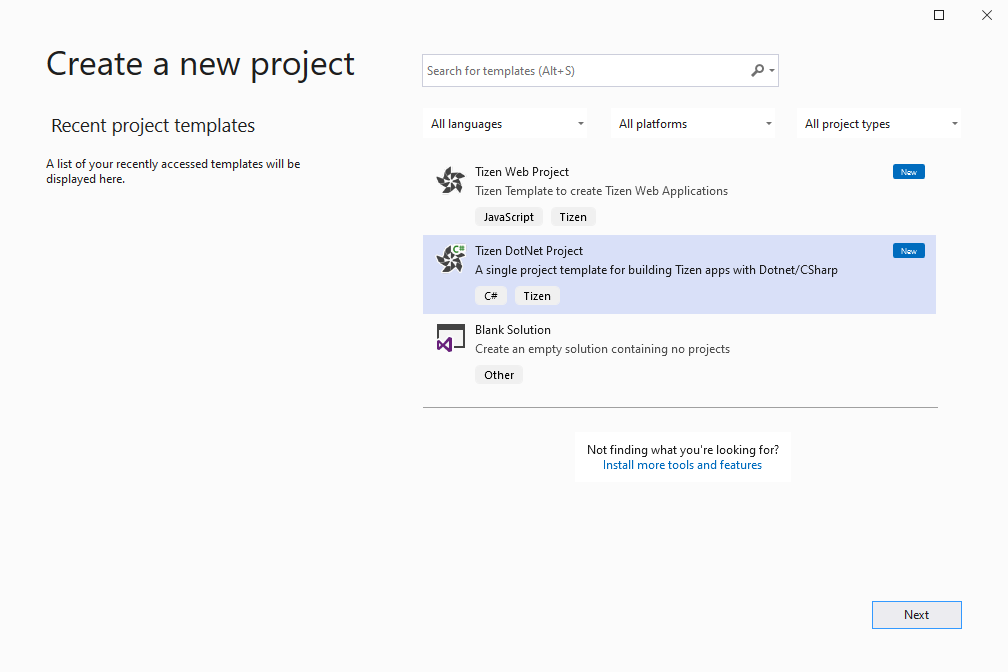 Create a new project
Search for templates (Alt+S)
Recent project templates
A list of your recently accessed templates will be
displayed here.
All languages
All platforms
All project types
Tizen Web Project
New
Tizen Template to create Tizen Web Applications
JavaScript
Tizen
C#
Tizen DotNet Project
New
A single project template for building Tizen apps with Dotnet/CSharp
C#
Tizen
Blank Solution
Create an empty solution containing no projects
Other
Not finding what you're looking for?
Install more tools and features
Next